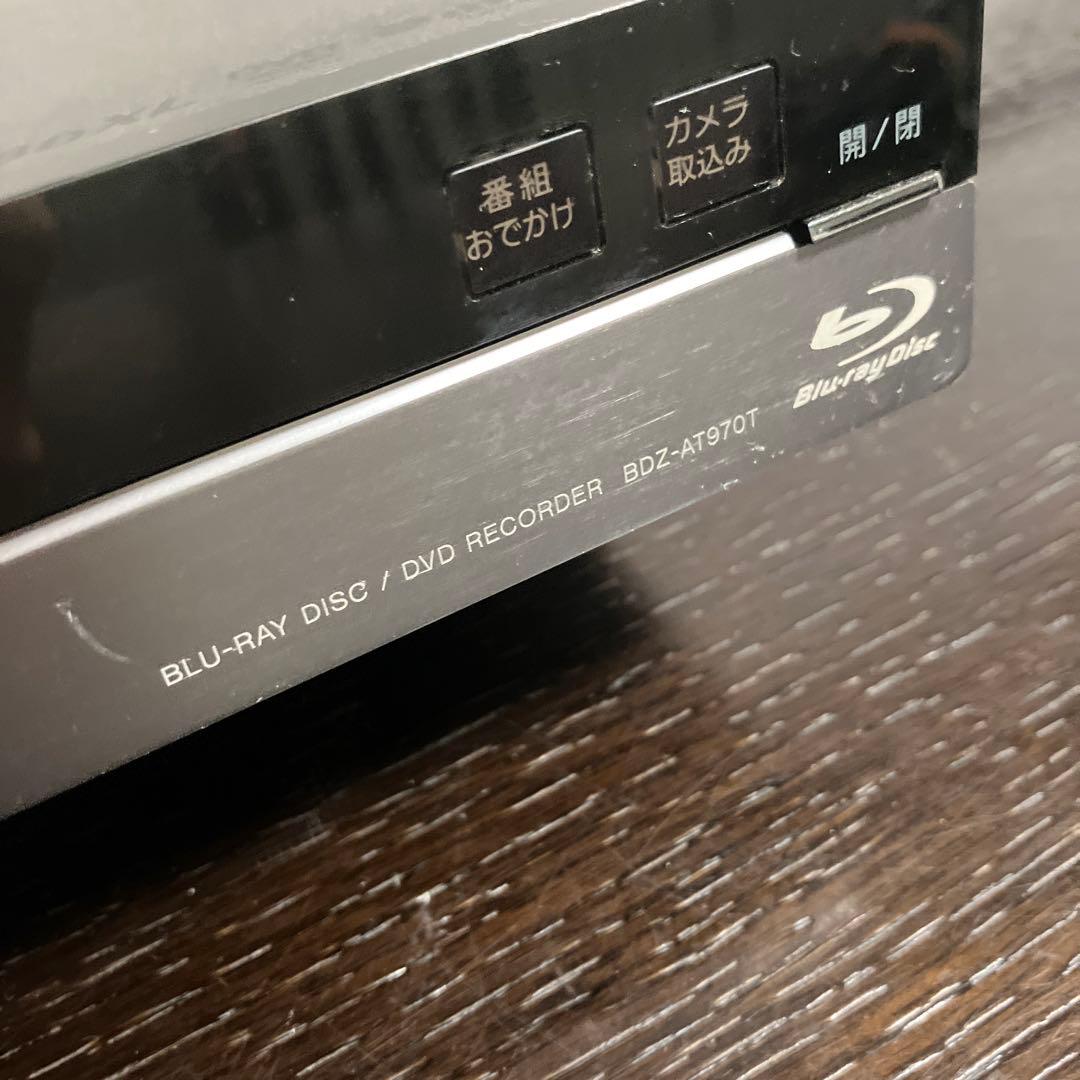 番組
おでかけ
カメラ
取込み
開/閉
Blu-ray Disc
BLU-RAY DISC / DVD RECORDER BDZ-AT970T